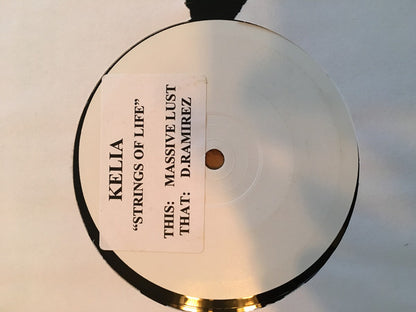 KELIA
“STRINGS OF LIFE”
THIS: MASSIVE LUST
THAT: D.RAMIREZ